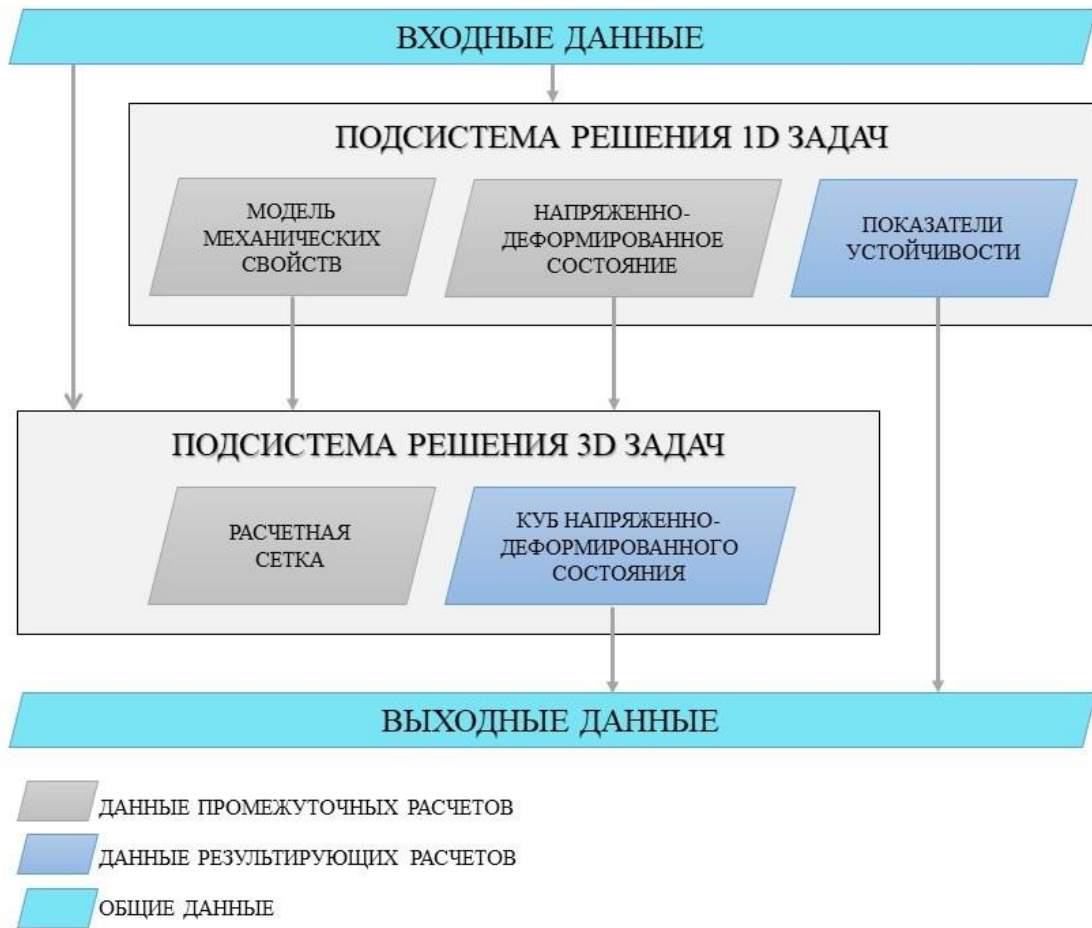 ВХОДНЫЕ ДАННЫЕ
ПОДСИСТЕМА РЕШЕНИЯ 1D ЗАДАЧ
МОДЕЛЬ
МЕХАНИЧЕСКИХ
СВОЙСТВ
НАПРЯЖЕННО-
ДЕФОРМИРОВАННОЕ
СОСТОЯНИЕ
ПОКАЗАТЕЛИ
УСТОЙЧИВОСТИ
ПОДСИСТЕМА РЕШЕНИЯ 3D ЗАДАЧ
РАСЧЕТНАЯ
СЕТКА
КУБ НАПРЯЖЕННО-
ДЕФОРМИРОВАННОГО
СОСТОЯНИЯ
ВЫХОДНЫЕ ДАННЫЕ
ДАННЫЕ ПРОМЕЖУТОЧНЫХ РАСЧЕТОВ
ДАННЫЕ РЕЗУЛЬТИРУЮЩИХ РАСЧЕТОВ
ОБЩИЕ ДАННЫЕ